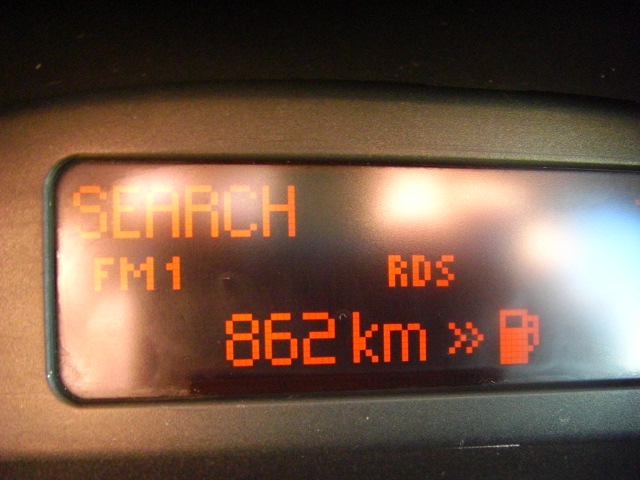 SEARCH
FM1 RDS
862 km »